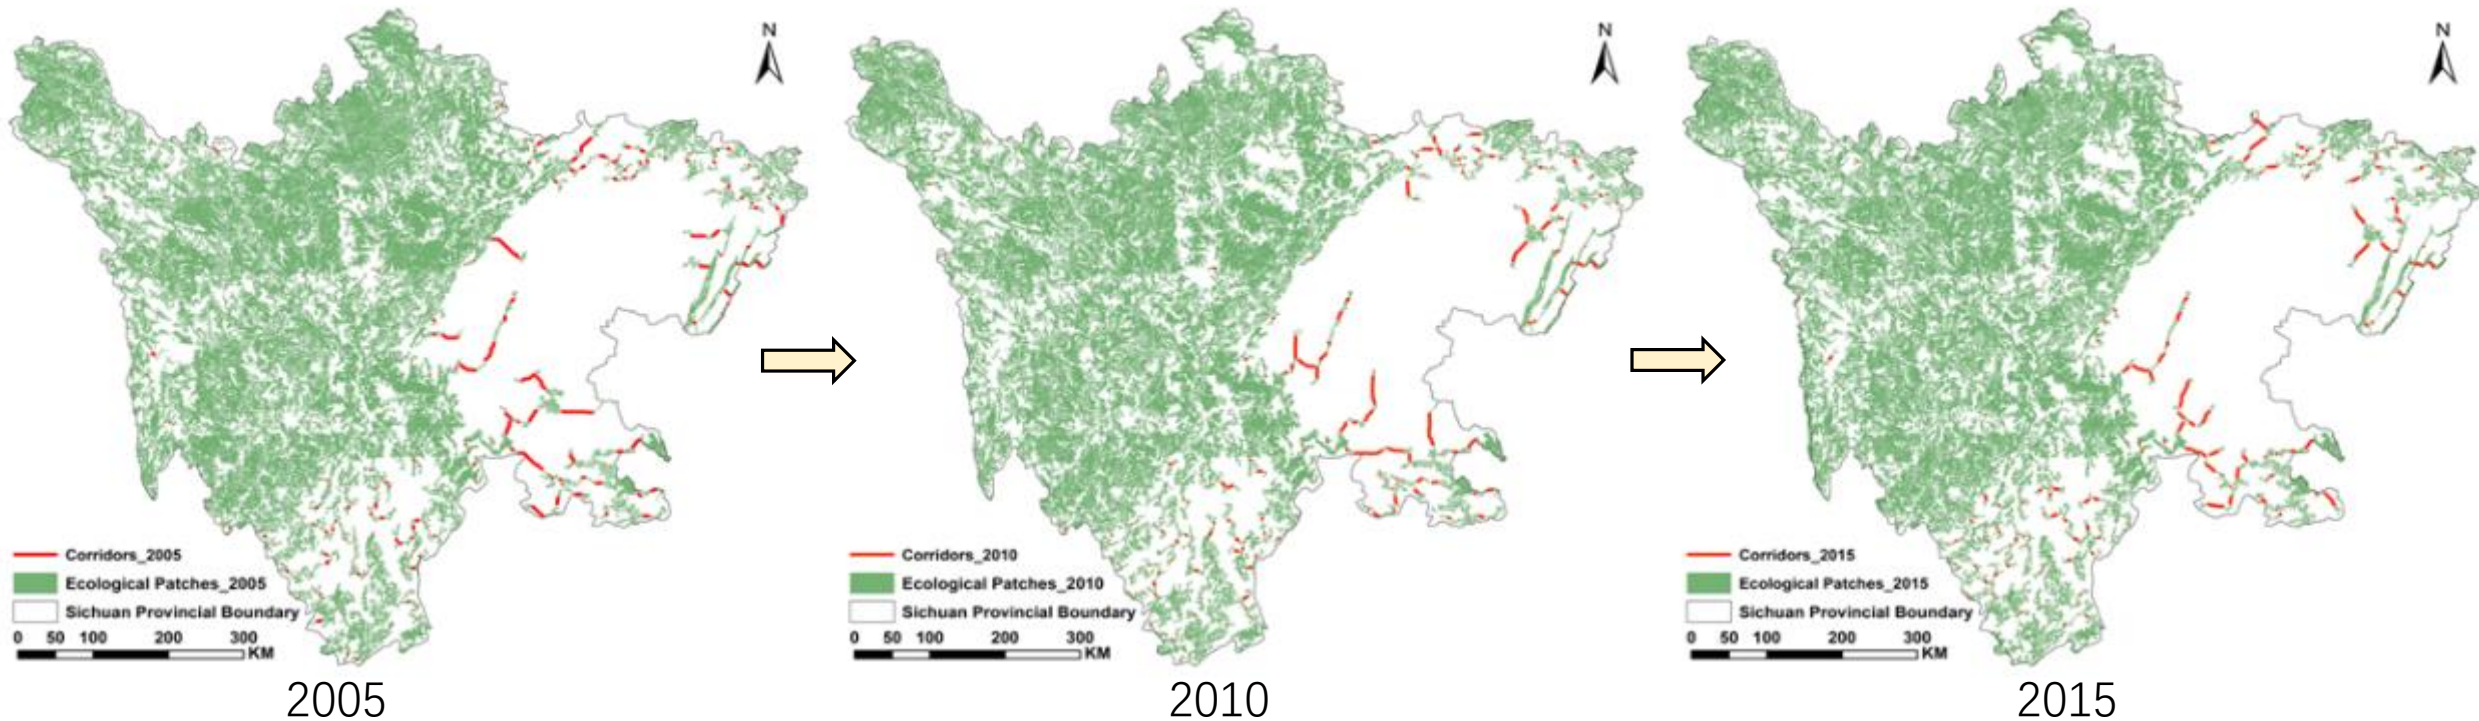 N
Corridors_2005
Ecological Patches_2005
Sichuan Provincial Boundary
0 50 100 200 300
KM
2005
N
Corridors_2010
Ecological Patches_2010
Sichuan Provincial Boundary
0 50 100 200 300
KM
2010
N
Corridors_2015
Ecological Patches_2015
Sichuan Provincial Boundary
0 50 100 200 300
KM
2015